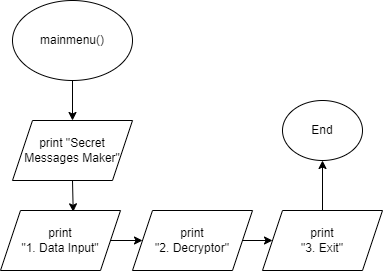 mainmenu()
print "Secret
Messages Maker"
print
"1. Data Input"
print
"2. Decryptor"
print
"3. Exit"
End